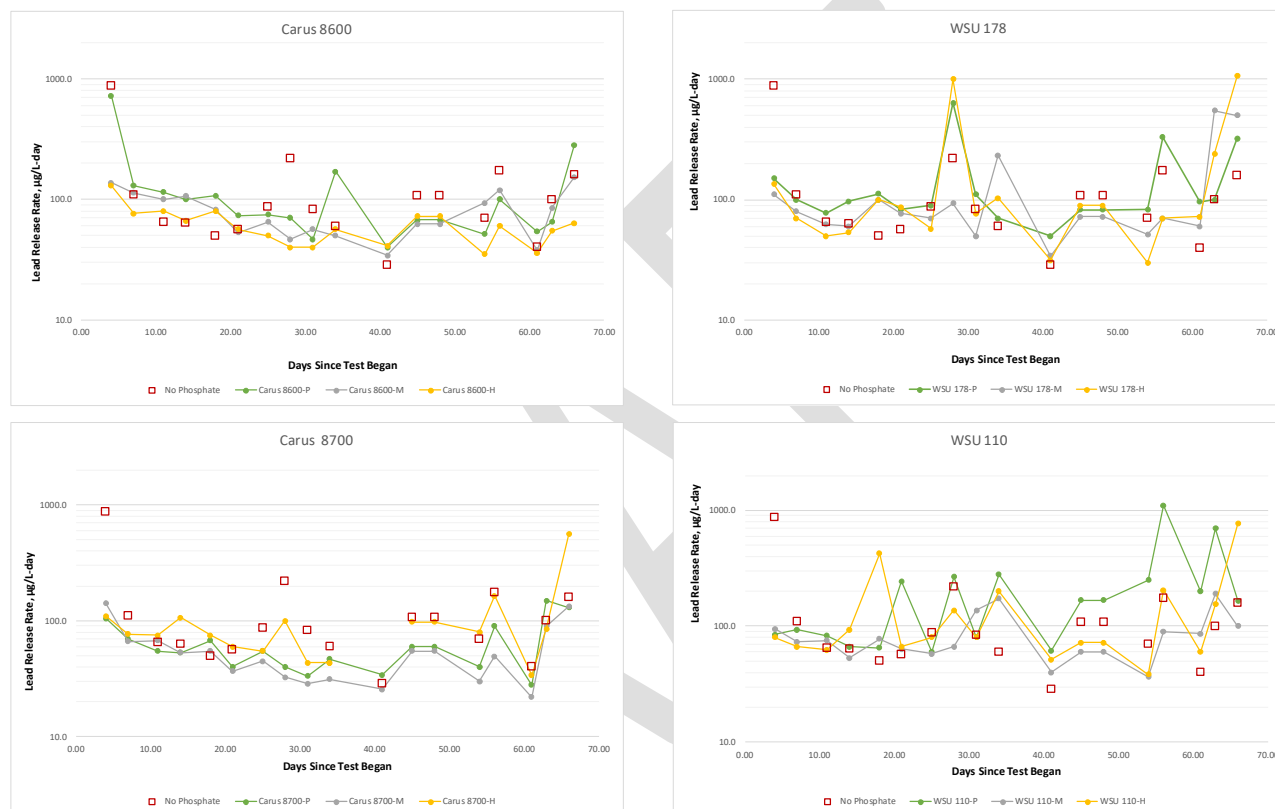 Carus 8600
Lead Release Rate, µg/L-day
1000.0
100.0
10.0
0.00 10.00 20.00 30.00 40.00 50.00 60.00 70.00
Days Since Test Began
No Phosphate Carus 8600-P Carus 8600-M Carus 8600-H
WSU 178
Lead Release Rate, µg/L-day
1000.0
100.0
10.0
0.00 10.00 20.00 30.00 40.00 50.00 60.00 70.00
Days Since Test Began
No Phosphate WSU 178-P WSU 178-M WSU 178-H
Carus 8700
Lead Release Rate, µg/L-day
1000.0
100.0
10.0
0.00 10.00 20.00 30.00 40.00 50.00 60.00 70.00
Days Since Test Began
No Phosphate Carus 8700-P Carus 8700-M Carus 8700-H
WSU 110
Lead Release Rate, µg/L-day
1000.0
100.0
10.0
0.00 10.00 20.00 30.00 40.00 50.00 60.00 70.00
Days Since Test Began
No Phosphate WSU 110-P WSU 110-M WSU 110-H